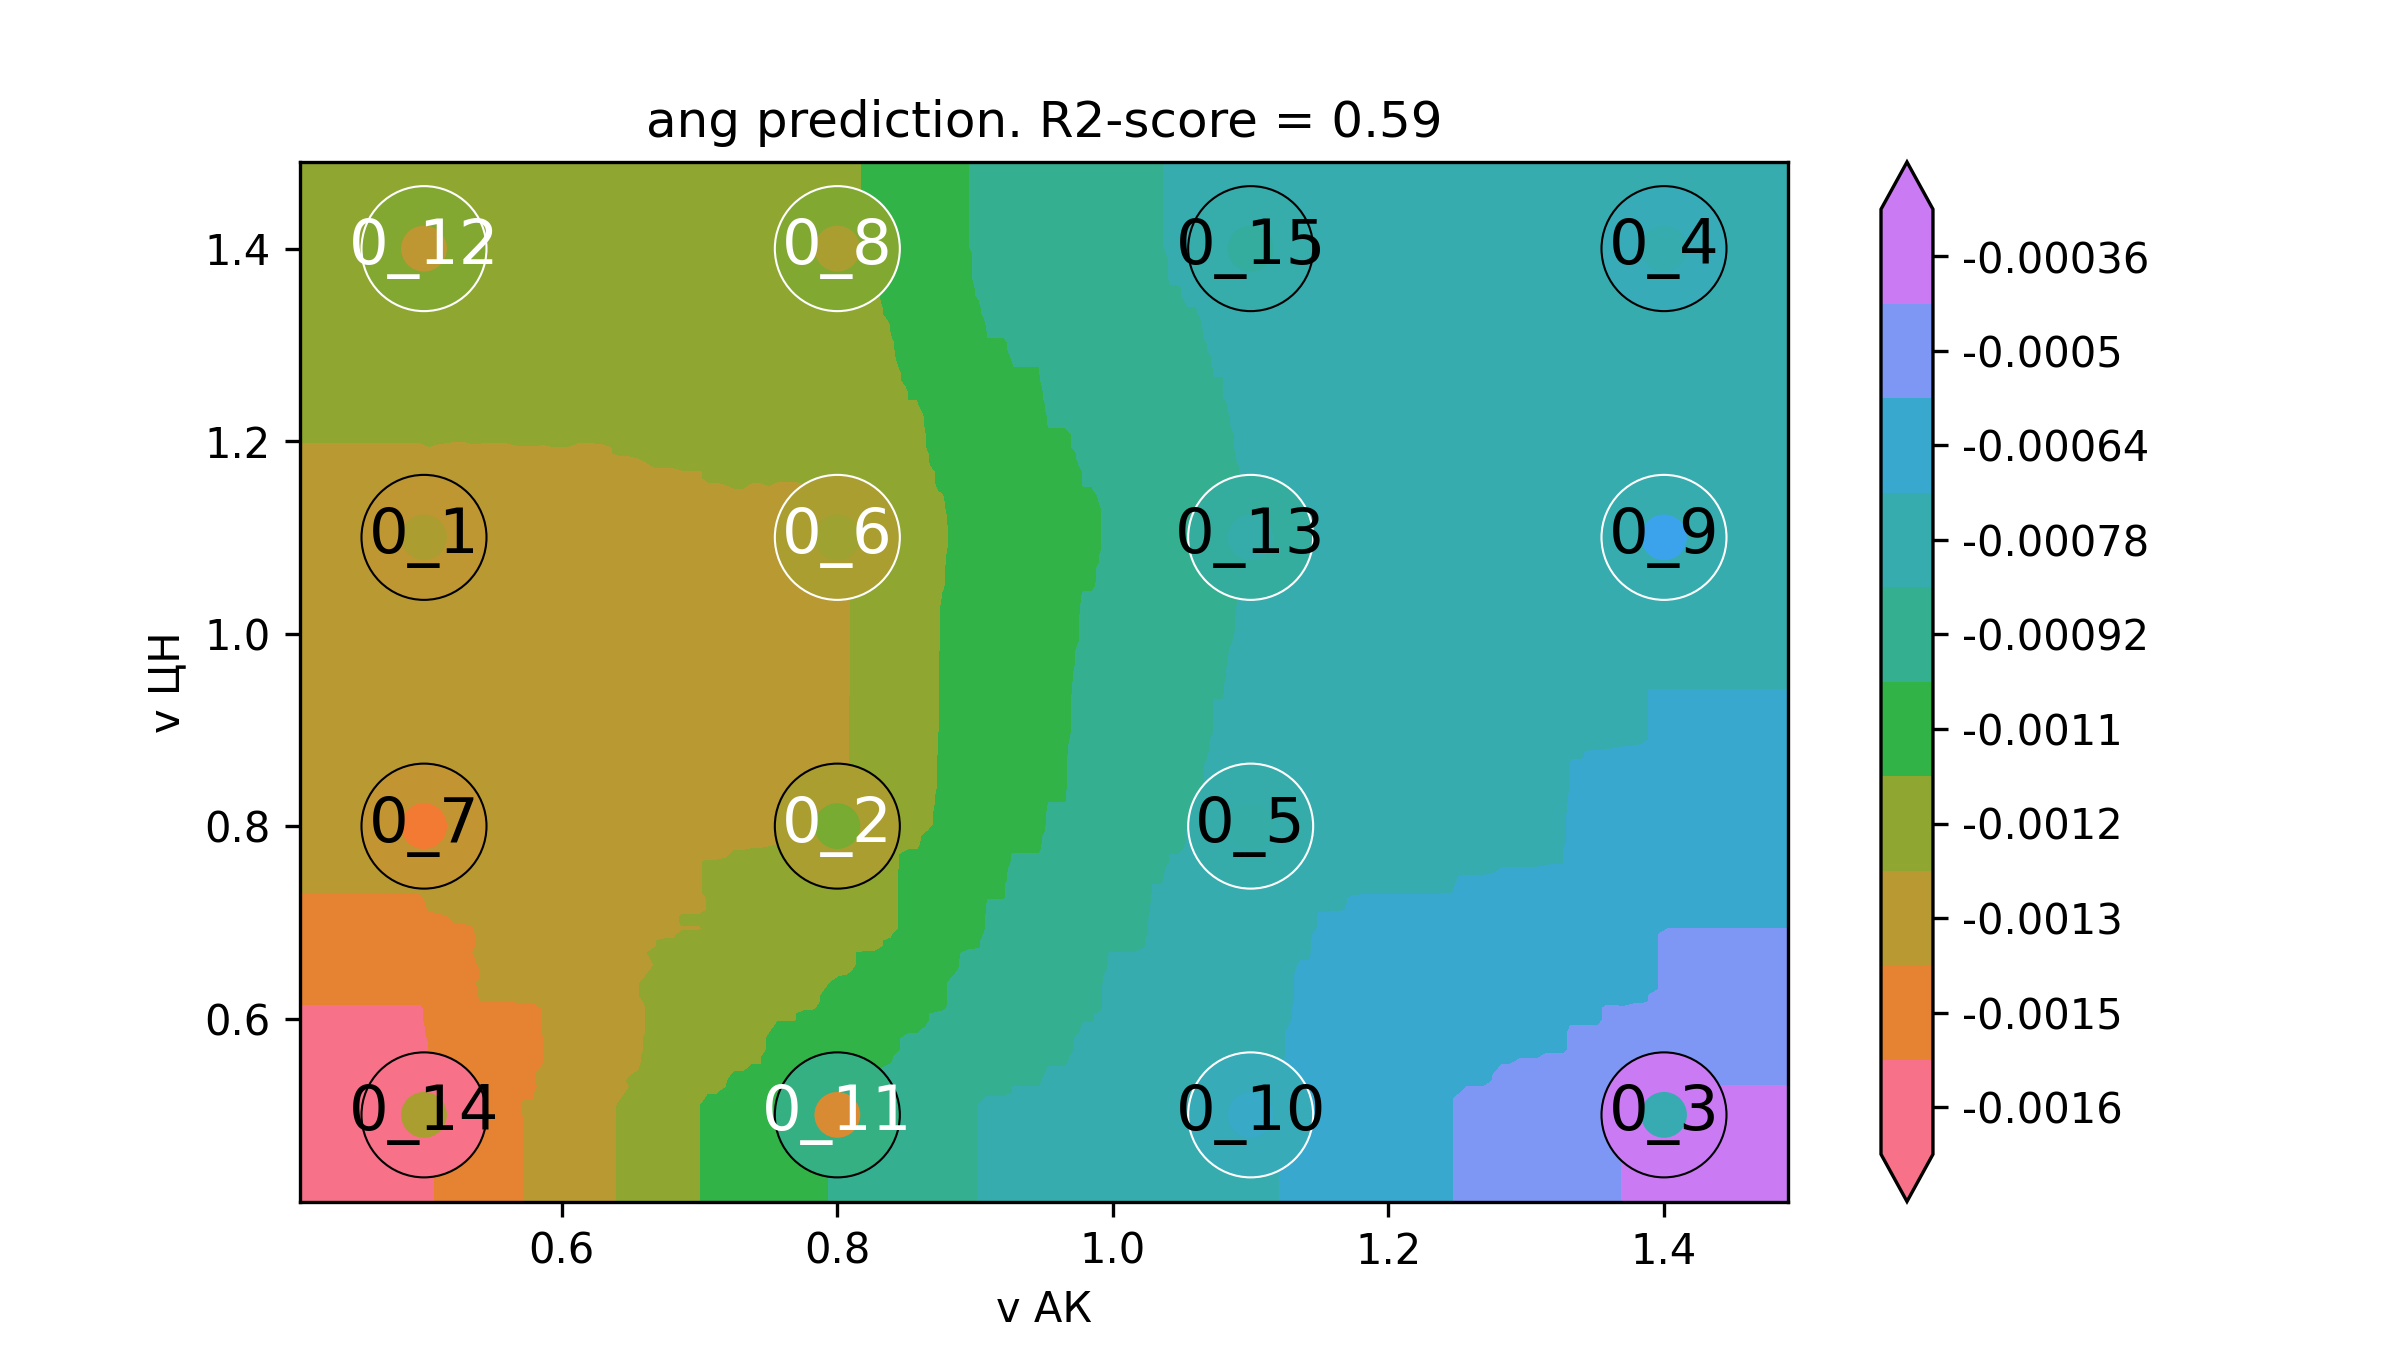 ang prediction. R2-score = 0.59
0_12 0_8 0_15 0_4
0_1 0_6 0_13 0_9
0_7 0_2 0_5
0_14 0_11 0_10 0_3
1.4
1.2
1.0
0.8
0.6
v ЦН
0.6 0.8 1.0 1.2 1.4
v АК
-0.00036
-0.0005
-0.00064
-0.00078
-0.00092
-0.0011
-0.0012
-0.0013
-0.0015
-0.0016